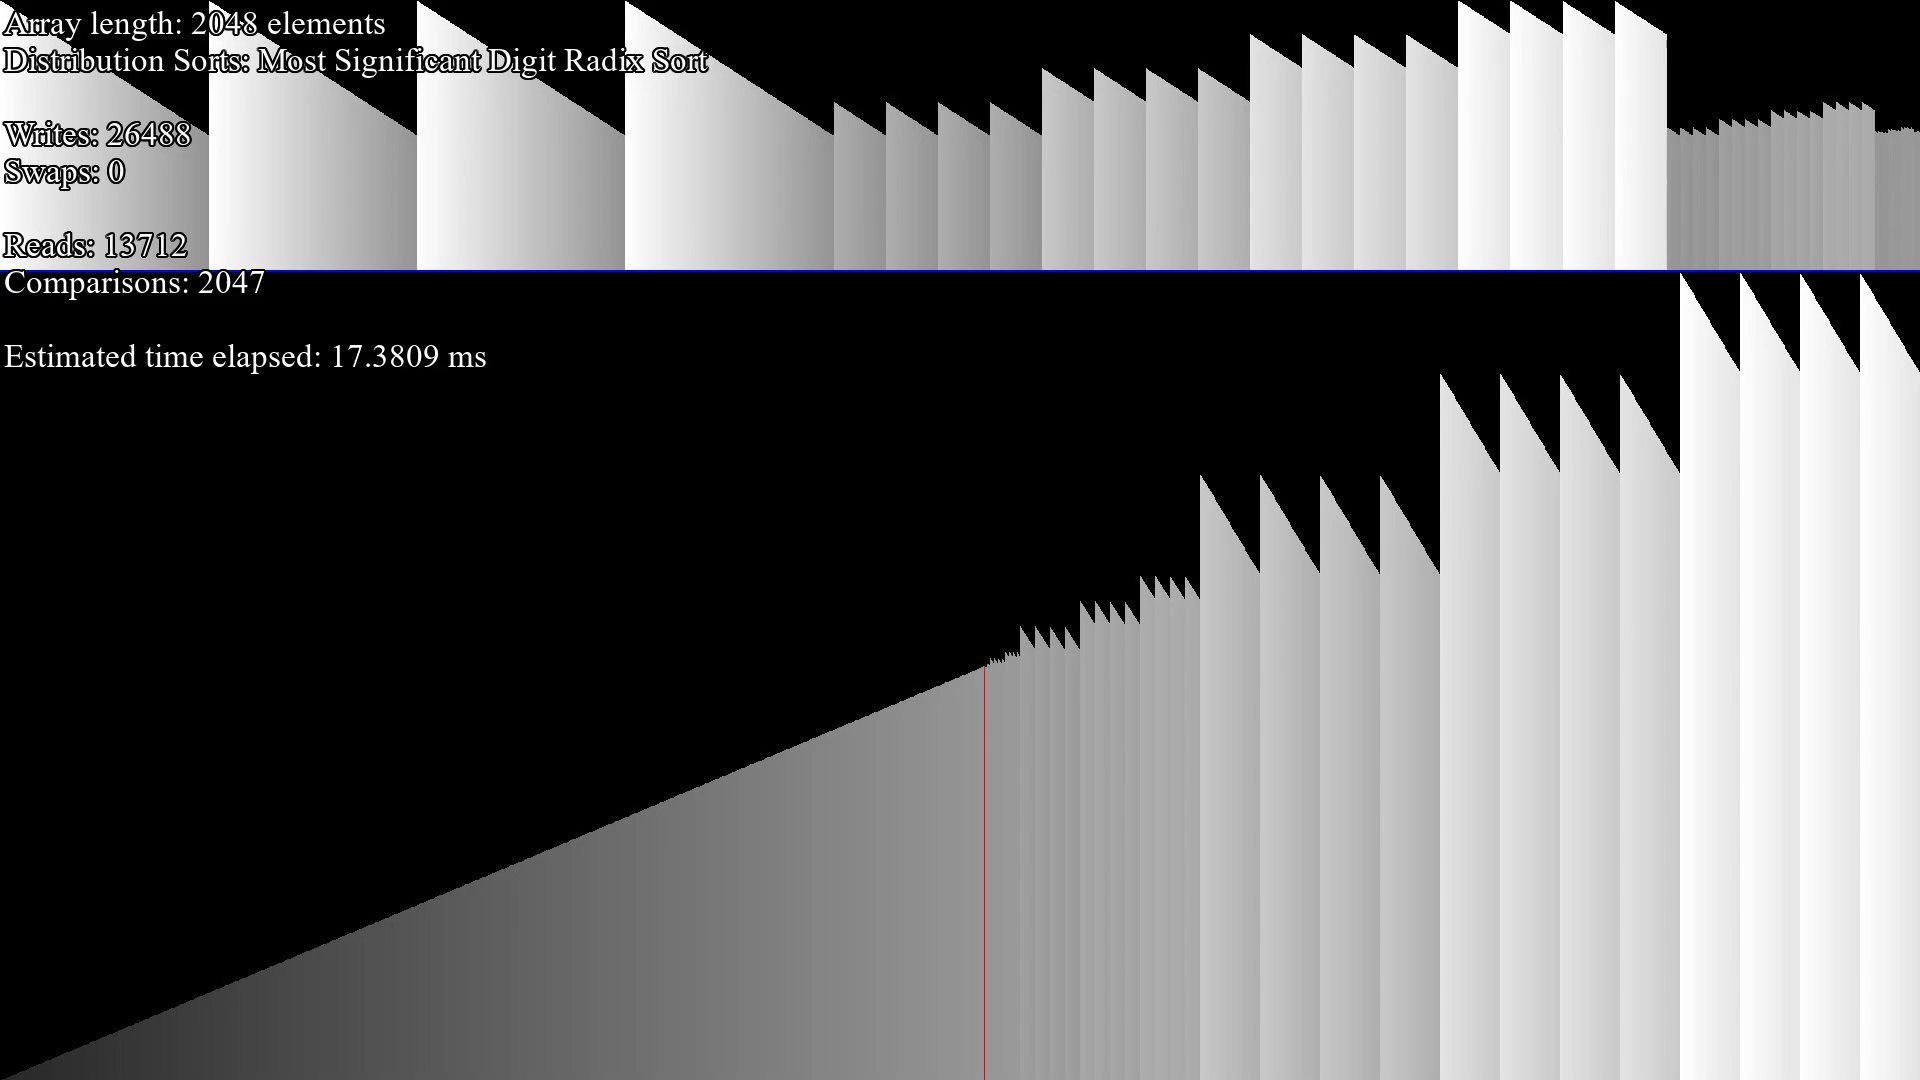 Array length: 2048 elements
Distribution Sorts: Most Significant Digit Radix Sort
Writes: 26488
Swaps: 0
Reads: 13712
Comparisons: 2047
Estimated time elapsed: 17.3809 ms